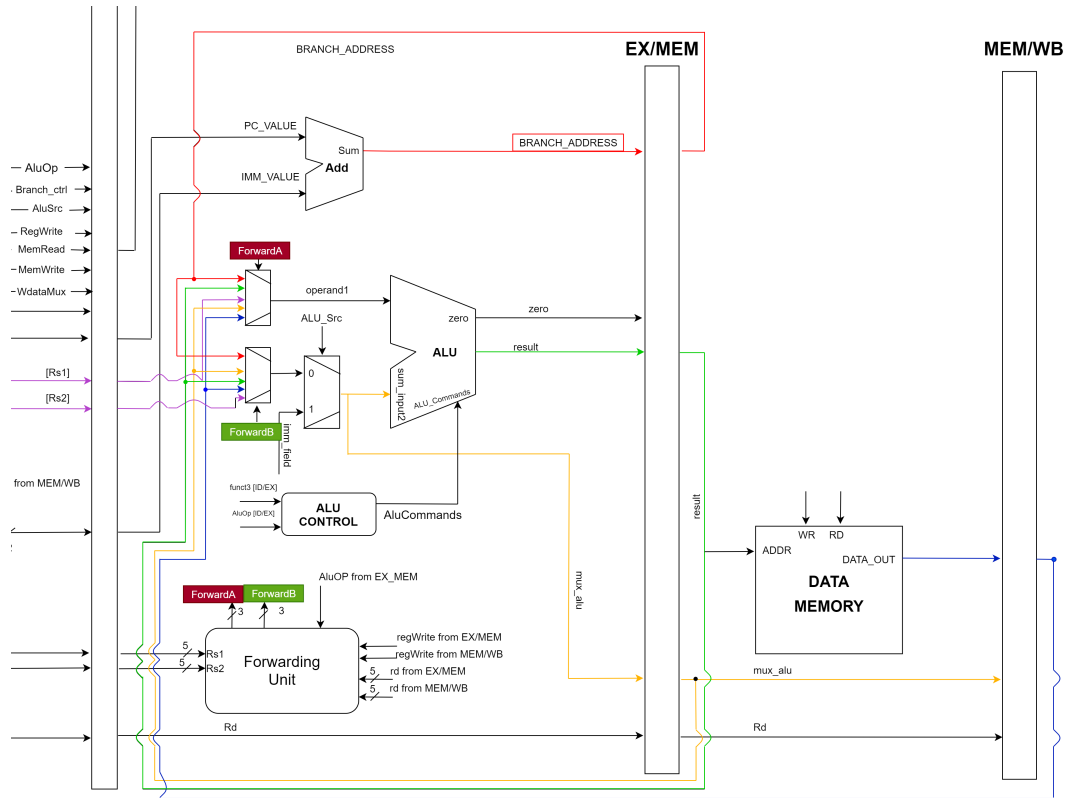 EX/MEM
MEM/WB
BRANCH_ADDRESS
PC_VALUE
BRANCH_ADDRESS
Sum
Add
AluOp
IMM_VALUE
Branch_ctrl
AluSrc
RegWrite
MemRead
ForwardA
MemWrite
WdataMux
operand1
zero
zero
ALU_Src
result
ALU
[Rs1]
0
sum_input2
ALU_Commands
[Rs2]
1
ForwardB
imm_field
from MEM/WB
funct3 [ID/EX]
ALU
CONTROL
AluOp [ID/EX]
AluCommands
result
WR
RD
ADDR
DATA_OUT
DATA
MEMORY
AluOP from EX_MEM
ForwardA
ForwardB
3
3
mux_alu
5
Rs1
5
Rs2
Forwarding
Unit
regWrite from EX/MEM
regWrite from MEM/WB
5
rd from EX/MEM
5
rd from MEM/WB
mux_alu
Rd
Rd